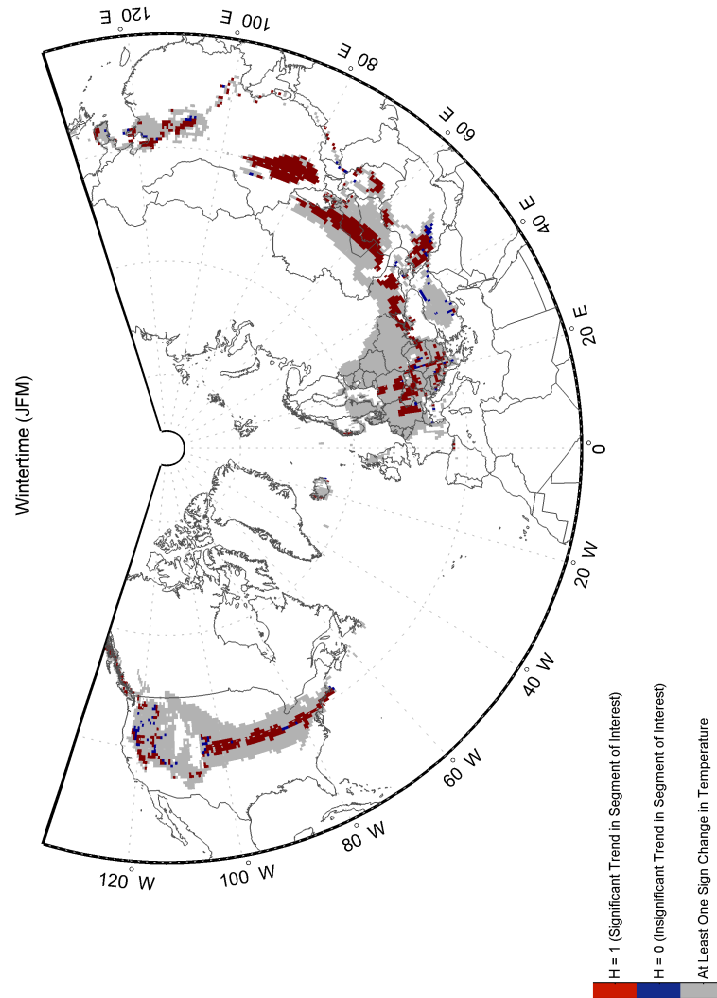 Wintertime (JFM)
120 E
100 E
80 E
60 E
40 E
20 E
0
20 W
40 W
60 W
80 W
100 W
120 W
H = 1 (Significant Trend in Segment of Interest)
H = 0 (Insignificant Trend in Segment of Interest)
At Least One Sign Change in Temperature